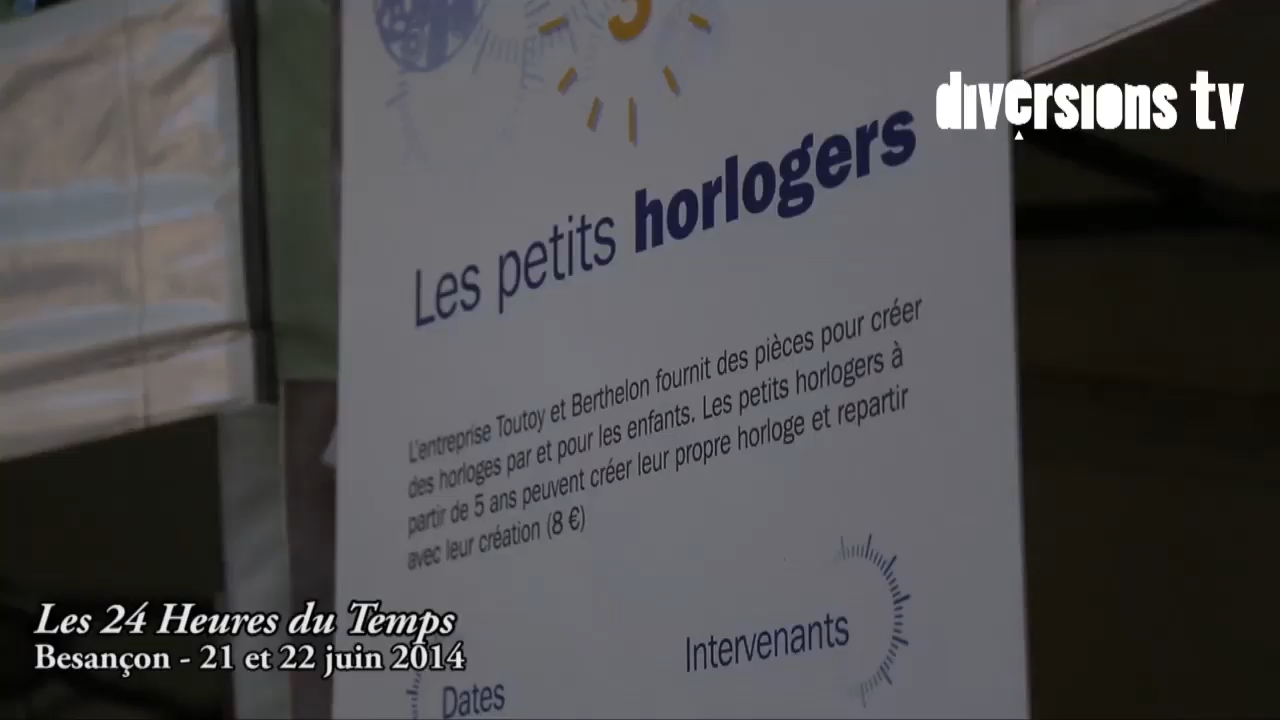 3
diversions tv
Les petits horlogers
L'entreprise Toutoy et Berthelon fournit des pièces pour créer
des horloges par et pour les enfants. Les petits horlogers à
partir de 5 ans peuvent créer leur propre horloge et repartir
avec leur création (8 €)
Intervenants
Dates
Les 24 Heures du Temps
Besançon - 21 et 22 juin 2014